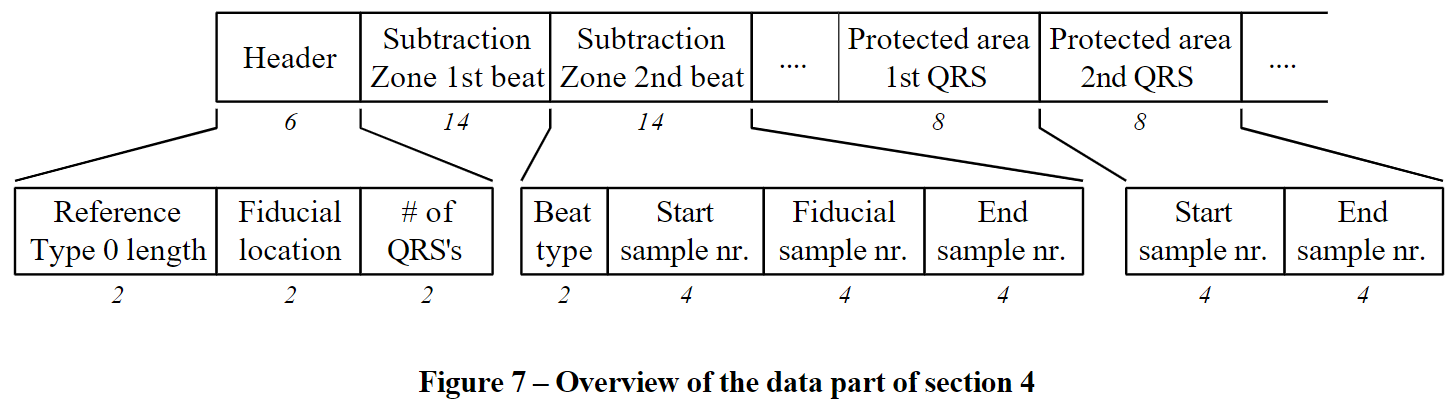 Header
Subtraction
Zone 1st beat
Subtraction
Zone 2nd beat
....
Protected area
1st QRS
Protected area
2nd QRS
....
6
14
14
8
8
Reference
Type 0 length
Fiducial
location
# of
QRS's
Beat
type
Start
sample nr.
Fiducial
sample nr.
End
sample nr.
Start
sample nr.
End
sample nr.
2
2
2
2
4
4
4
4
4
Figure 7 – Overview of the data part of section 4